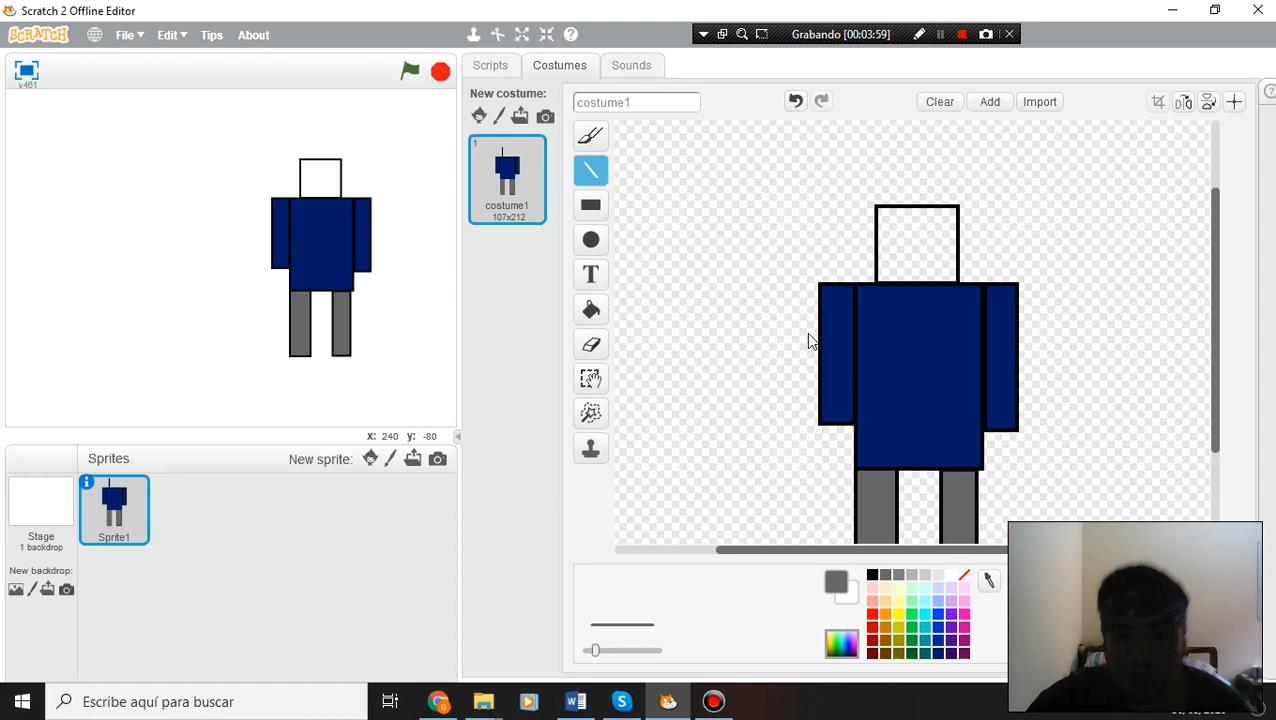 Scratch 2 Offline Editor
SCRATCH File Edit Tips About
Grabando [00:03:59]
v461
Scripts Costumes Sounds
New costume:
costume1
Clear Add Import
1
costume1
107x212
T
x: 240 y: -80
Sprites New sprite:
Stage
1 backdrop
Sprite1
New backdrop:
Escribe aquí para buscar